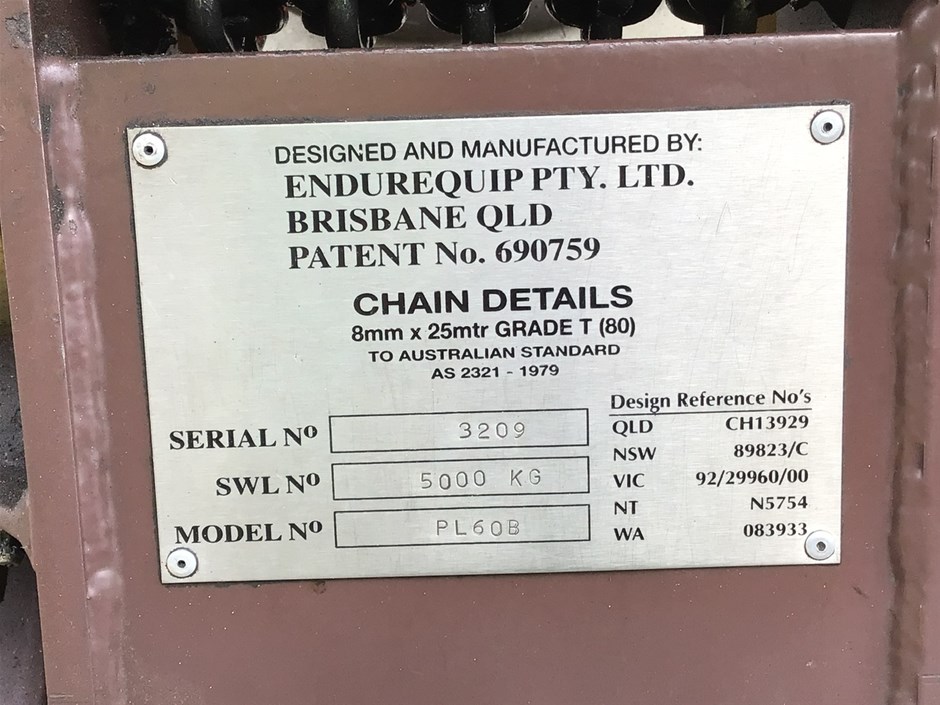 DESIGNED AND MANUFACTURED BY:
ENDUREQUIP PTY. LTD.
BRISBANE QLD
PATENT No. 690759
CHAIN DETAILS
8mm x 25mtr GRADE T (80)
TO AUSTRALIAN STANDARD
AS 2321 - 1979
SERIAL No 3209
SWL No 5000 KG
MODEL No PL60B
Design Reference No's
QLD CH13929
NSW 89823/C
VIC 92/29960/00
NT N5754
WA 083933